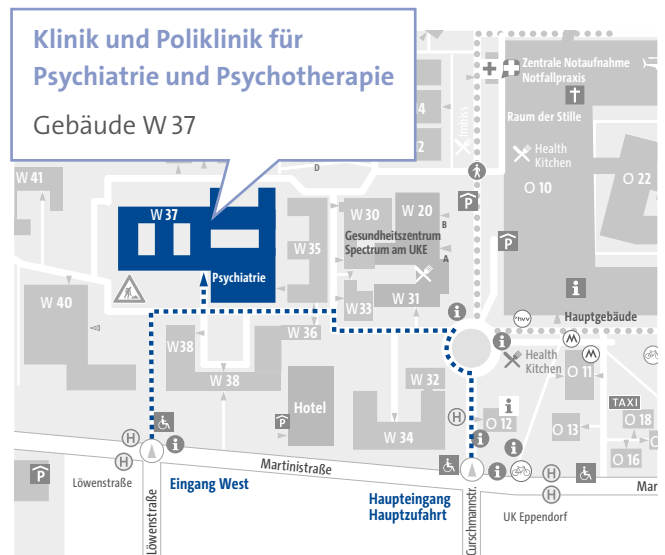 Klinik und Poliklinik für
Psychiatrie und Psychotherapie
Gebäude W 37
Zentrale Notaufnahme
Notfallpraxis
Imbiss
Raum der Stille
Health
Kitchen
O 10
O 22
D
W 41
W 37
W 30
W 20
B
Gesundheitszentrum
Spectrum am UKE
A
W 35
Psychiatrie
W 40
W 33
W 31
P
P
i
i
hvv
Hauptgebäude
M
M
W 36
W38
W 38
i
Health
Kitchen
O 11
W 32
Hotel
P
H
i
O 12
TAXI
O 18
O 13
O 16
W 34
H
H
i
i
i
i
Martinistraße
Mar
H
H
P
Löwenstraße
Eingang West
Haupteingang
Hauptzufahrt
UK Eppendorf
Löwenstraße
Curschmannstr.